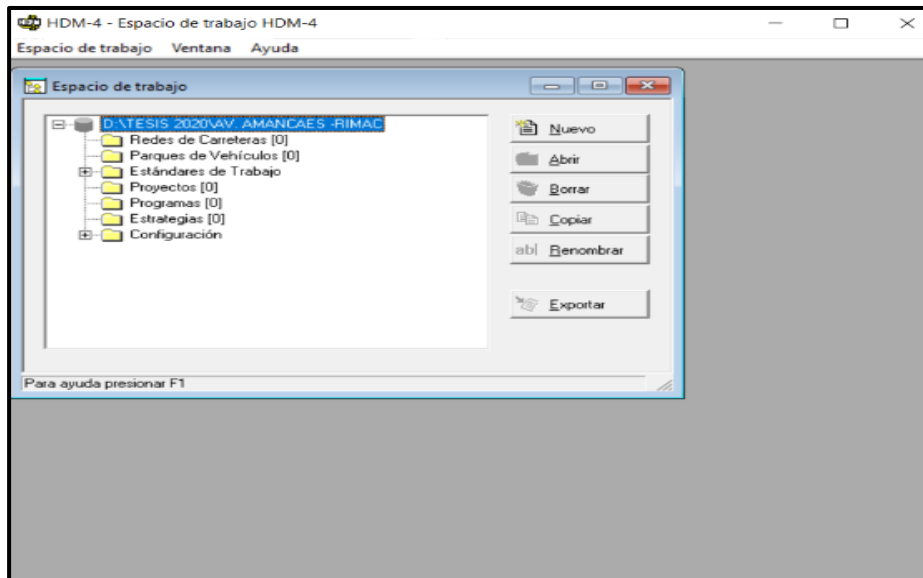 HDM-4 - Espacio de trabajo HDM-4
Espacio de trabajo Ventana Ayuda
Espacio de trabajo
D:\TESIS 2020\AV. AMANCAES -RIMAC
Redes de Carreteras [0]
Parques de Vehículos [0]
Estándares de Trabajo
Proyectos [0]
Programas [0]
Estrategias [0]
Configuración
Nuevo
Abrir
Borrar
Copiar
abl Renombrar
Exportar
Para ayuda presionar F1